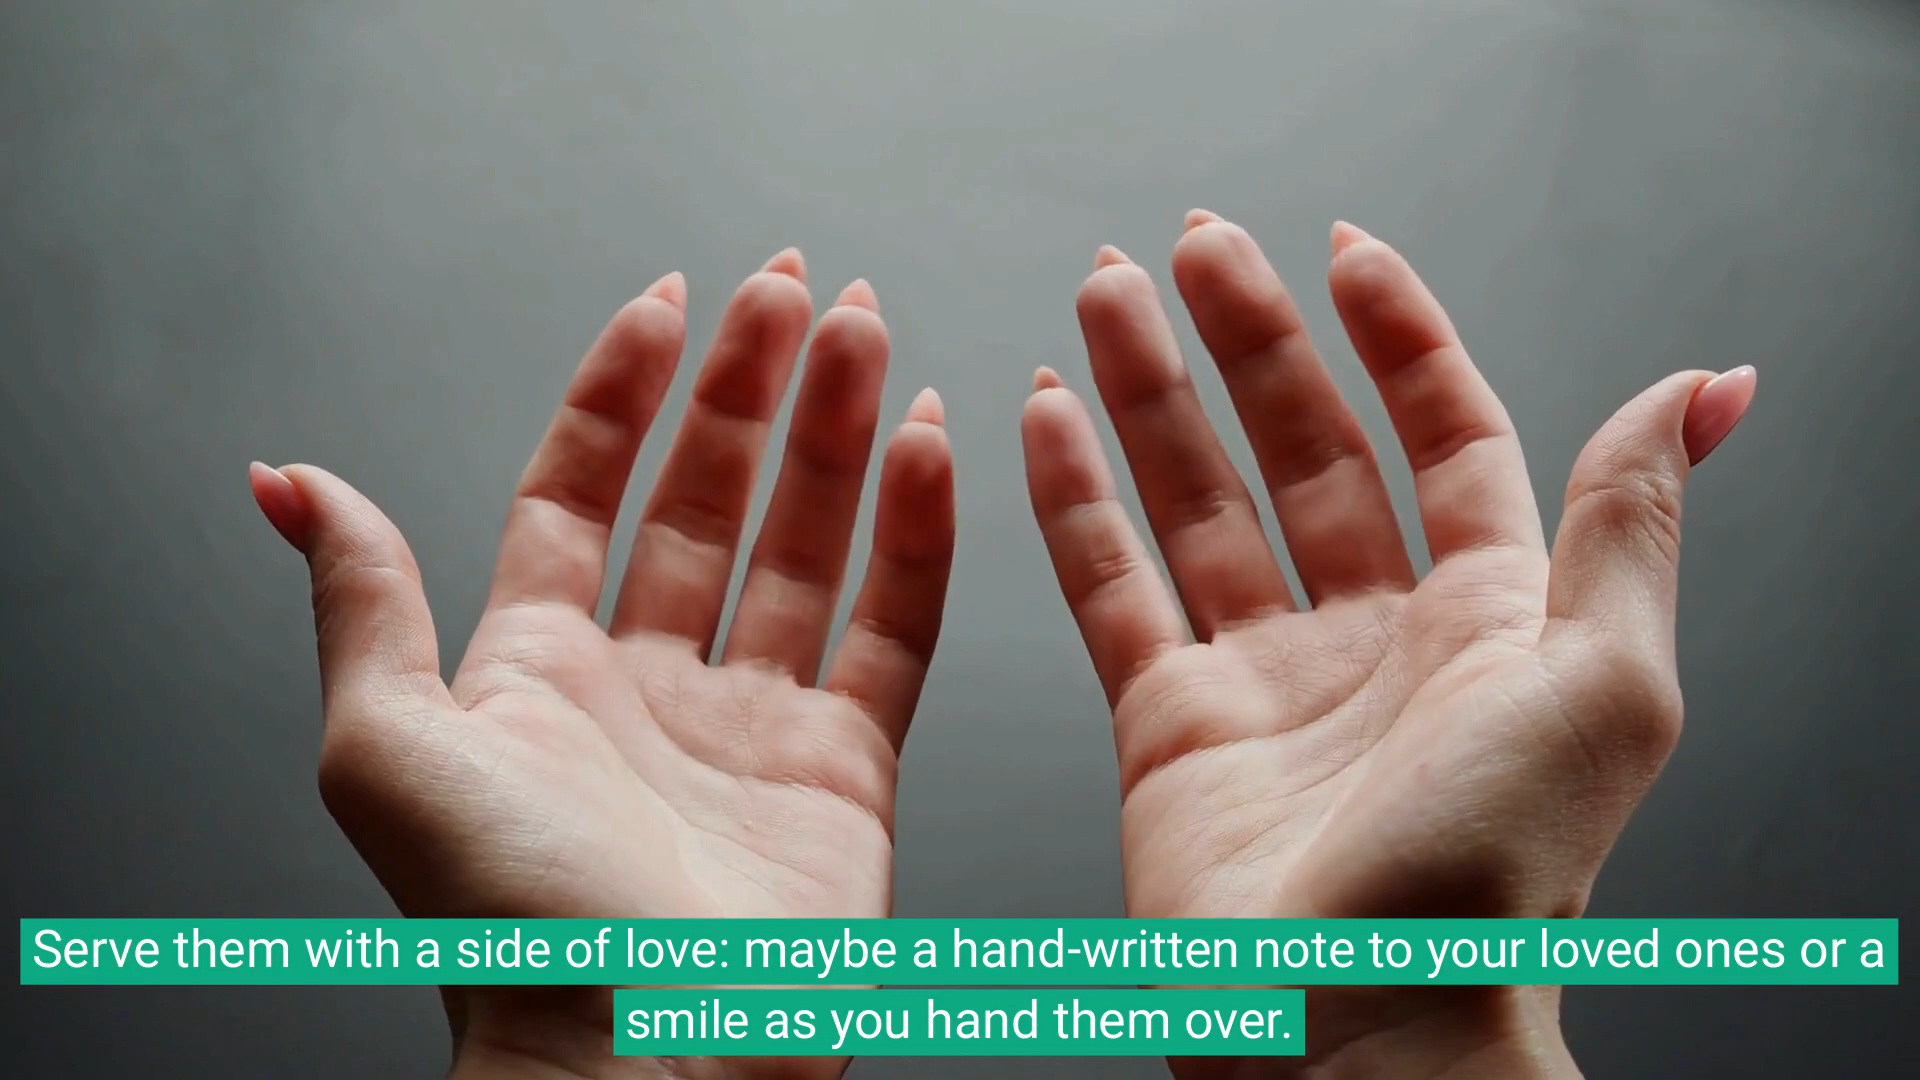 Serve them with a side of love: maybe a hand-written note to your loved ones or a
smile as you hand them over.